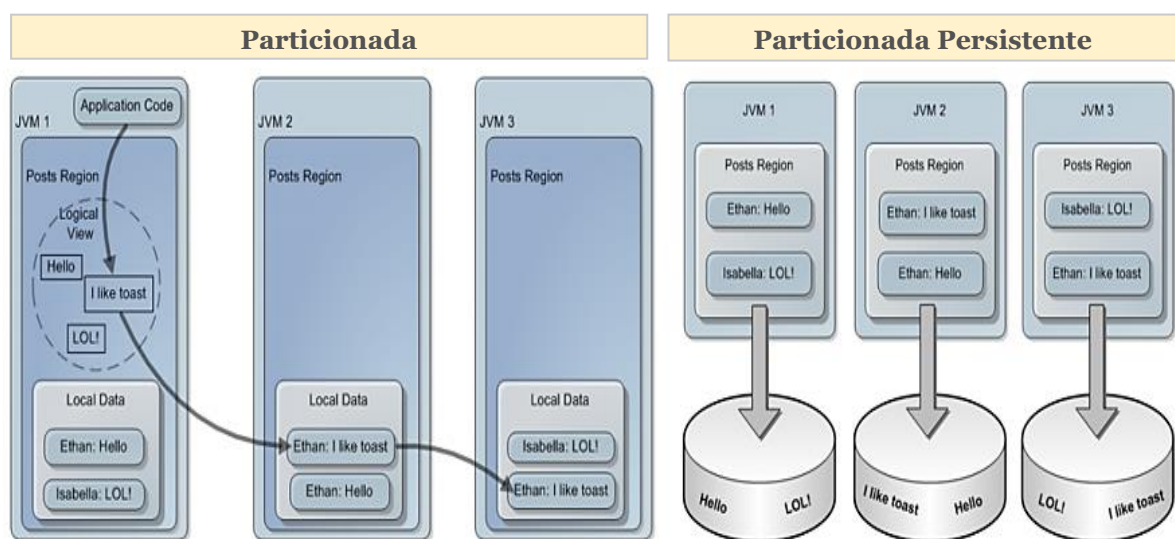 Particionada
Application Code
JVM 1
Posts Region
Logical
View
Hello
I like toast
LOL!
Local Data
Ethan: Hello
Isabella: LOL!
JVM 2
Posts Region
Local Data
Ethan: I like toast
Ethan: Hello
JVM 3
Posts Region
Local Data
Isabella: LOL!
Ethan: I like toast
Particionada Persistente
JVM 1
Posts Region
Ethan: Hello
Isabella: LOL!
Hello
LOL!
JVM 2
Posts Region
Ethan: I like toast
Ethan: Hello
I like toast
Hello
JVM 3
Posts Region
Isabella: LOL!
Ethan: I like toast
LOL!
I like toast